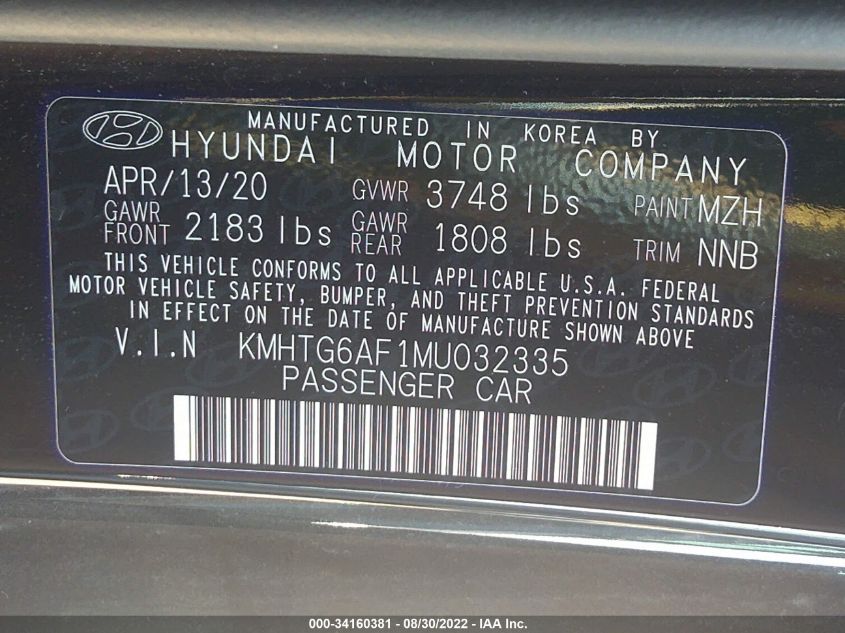 MANUFACTURED IN KOREA BY
HYUNDAI MOTOR COMPANY
APR/13/20 GVWR 3748 lbs PAINT MZH
GAWR FRONT 2183 lbs GAWR REAR 1808 lbs TRIM NNB
THIS VEHICLE CONFORMS TO ALL APPLICABLE U.S.A. FEDERAL
MOTOR VEHICLE SAFETY, BUMPER, AND THEFT PREVENTION STANDARDS
IN EFFECT ON THE DATE OF MANUFACTURE SHOWN ABOVE
V.I.N KMHTG6AF1MU032335
PASSENGER CAR
000-34160381 - 08/30/2022 - IAA Inc.